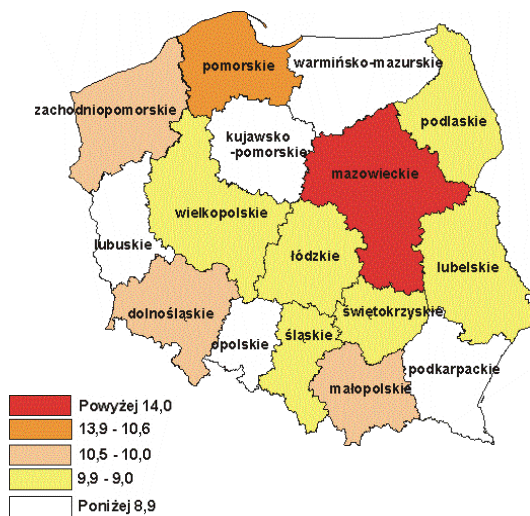 pomorskie
warmińsko-mazurskie
zachodniopomorskie
podlaskie
kujawsko
-pomorskie
mazowieckie
wielkopolskie
lubuskie
łódzkie
lubelskie
dolnośląskie
świętokrzyskie
opolskie
śląskie
podkarpackie
małopolskie
Powyżej 14,0
13,9 - 10,6
10,5 - 10,0
9,9 - 9,0
Poniżej 8,9